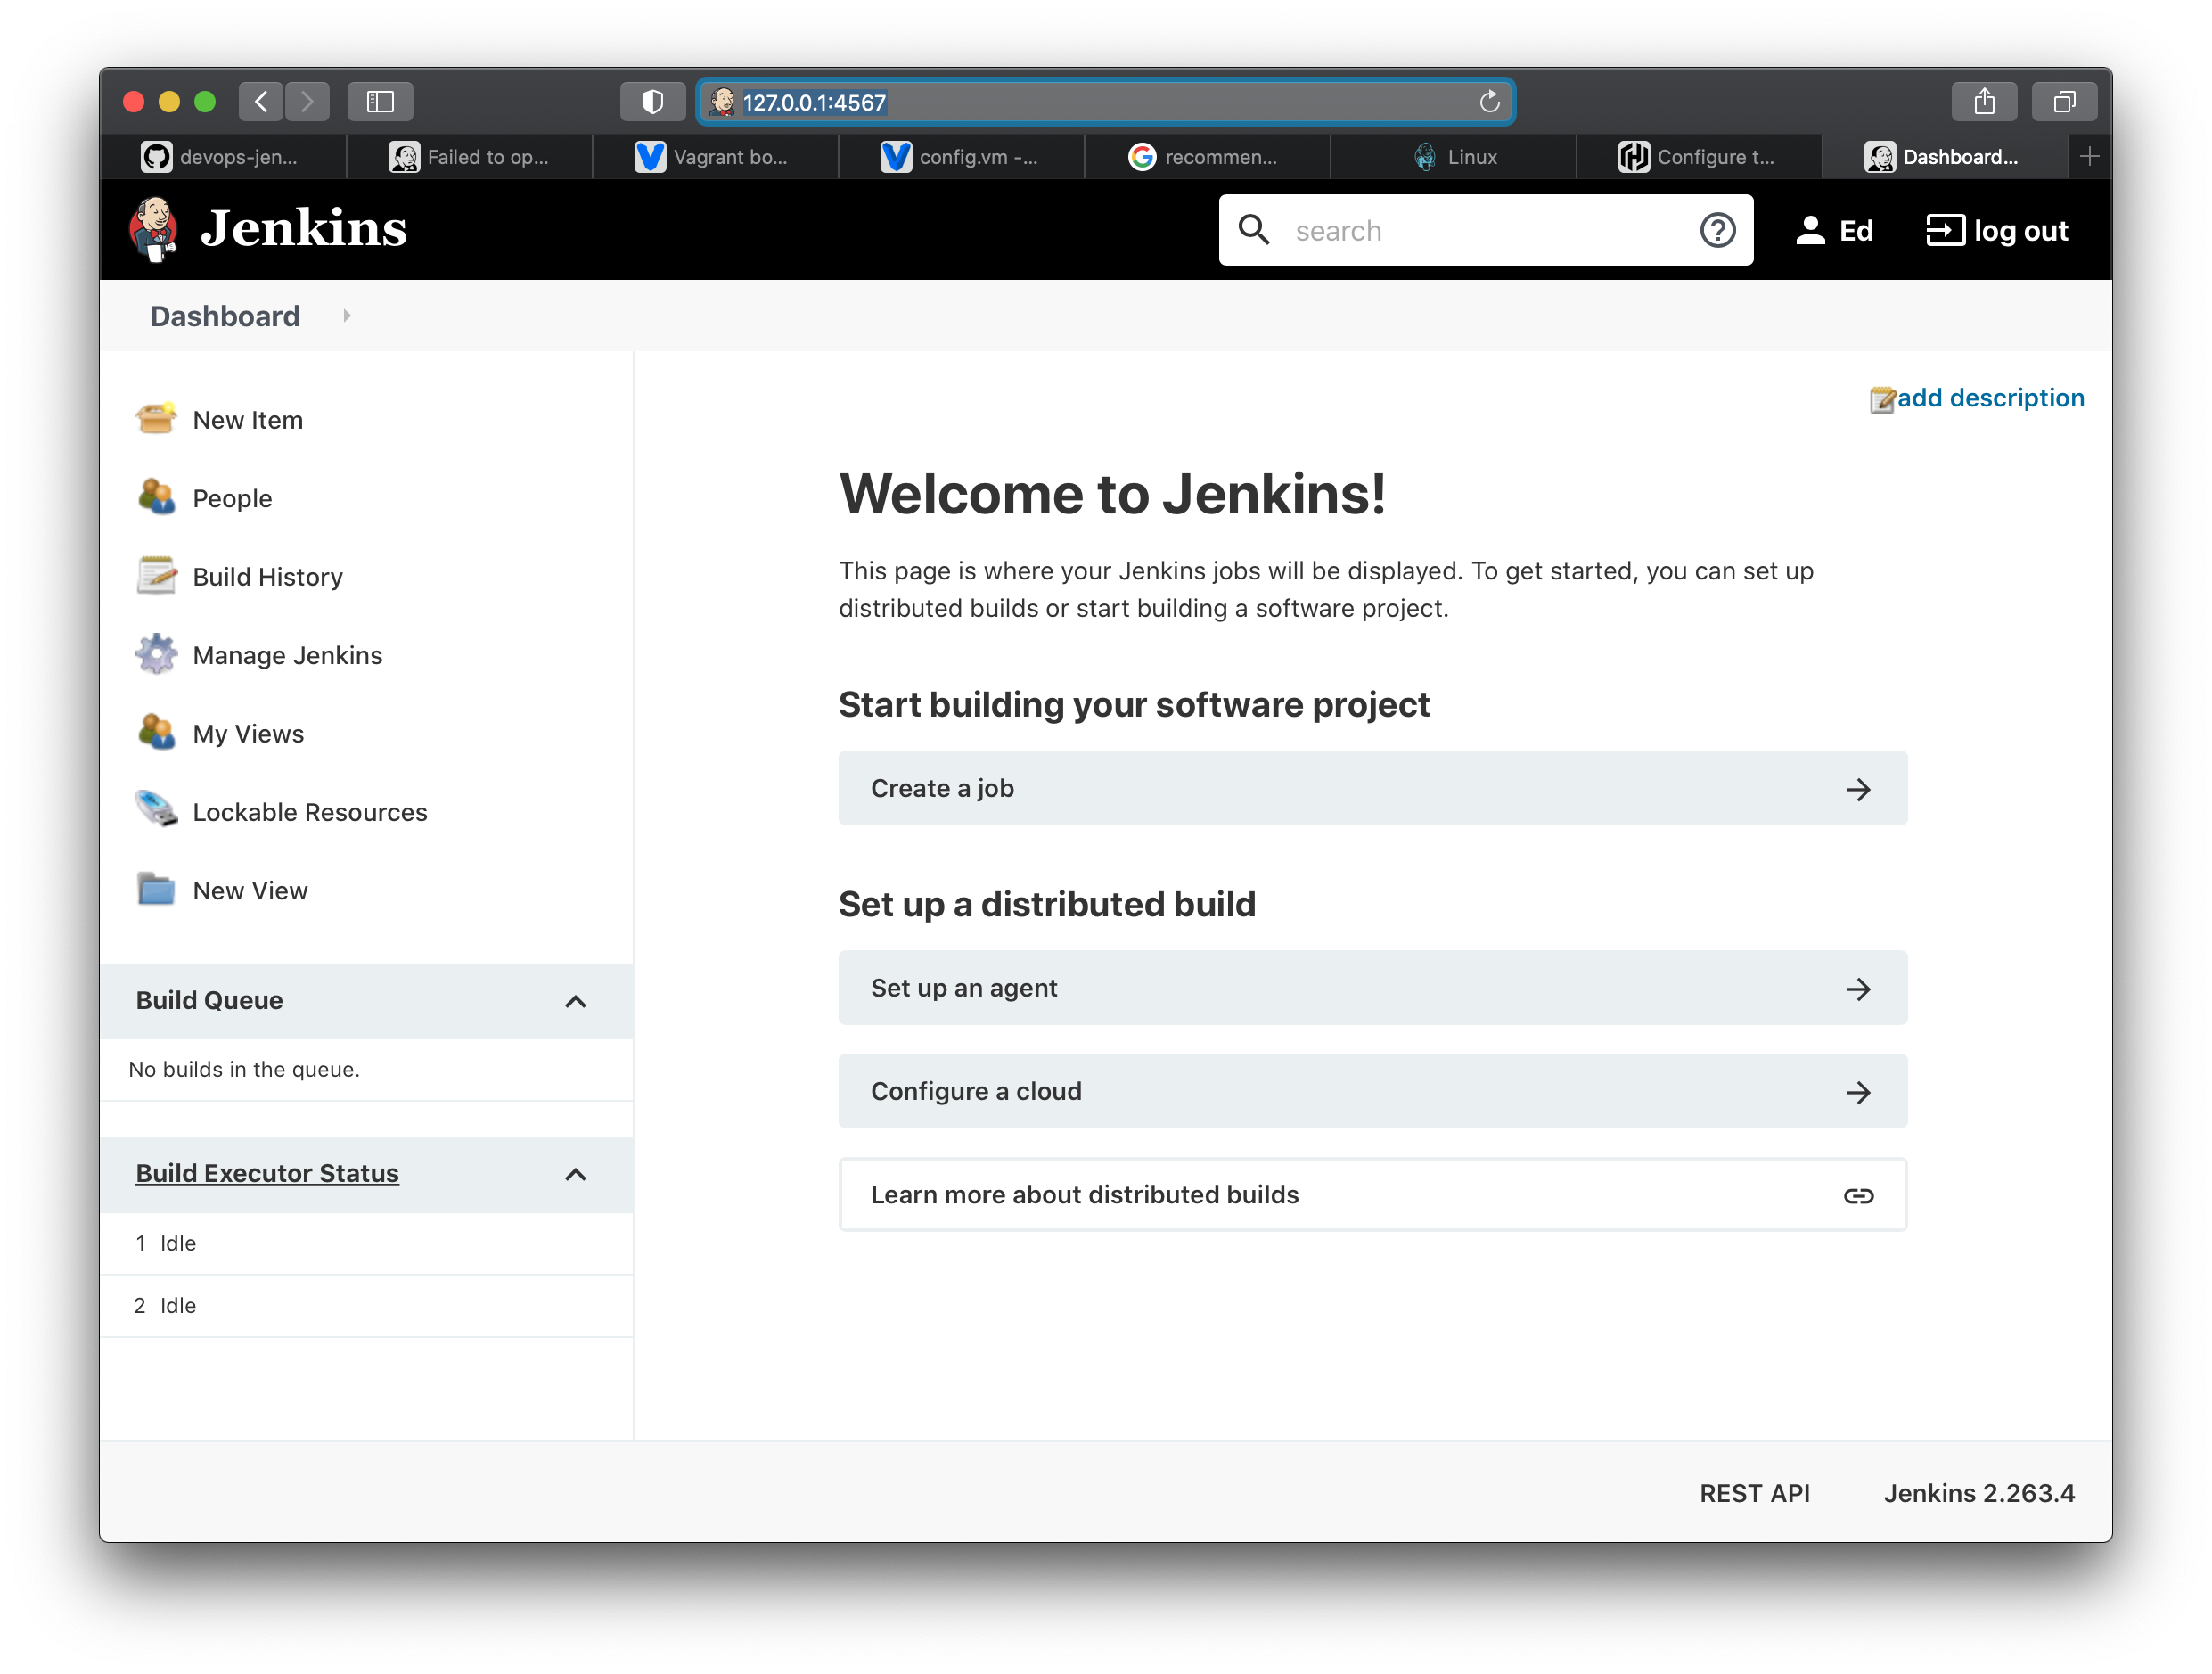 127.0.0.1:4567
devops-jen...
Failed to op...
Vagrant bo...
config.vm -...
recommen...
Linux
Configure t...
Dashboard...
Jenkins
search
Ed
log out
Dashboard
New Item
People
Build History
Manage Jenkins
My Views
Lockable Resources
New View
Build Queue
No builds in the queue.
Build Executor Status
1 Idle
2 Idle
add description
Welcome to Jenkins!
This page is where your Jenkins jobs will be displayed. To get started, you can set up
distributed builds or start building a software project.
Start building your software project
Create a job
Set up a distributed build
Set up an agent
Configure a cloud
Learn more about distributed builds
REST API
Jenkins 2.263.4